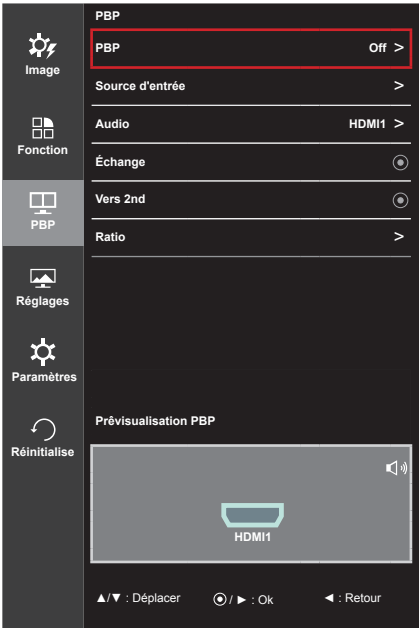 Image
Fonction
PBP
Réglages
Paramètres
Réinitialise
PBP
PBP Off >
Source d'entrée >
Audio HDMI1 >
Échange
Vers 2nd
Ratio >
Prêvisualisation PBP
HDMI1
▲/▼ : Déplacer ◉ / ► : Ok ◄ : Retour